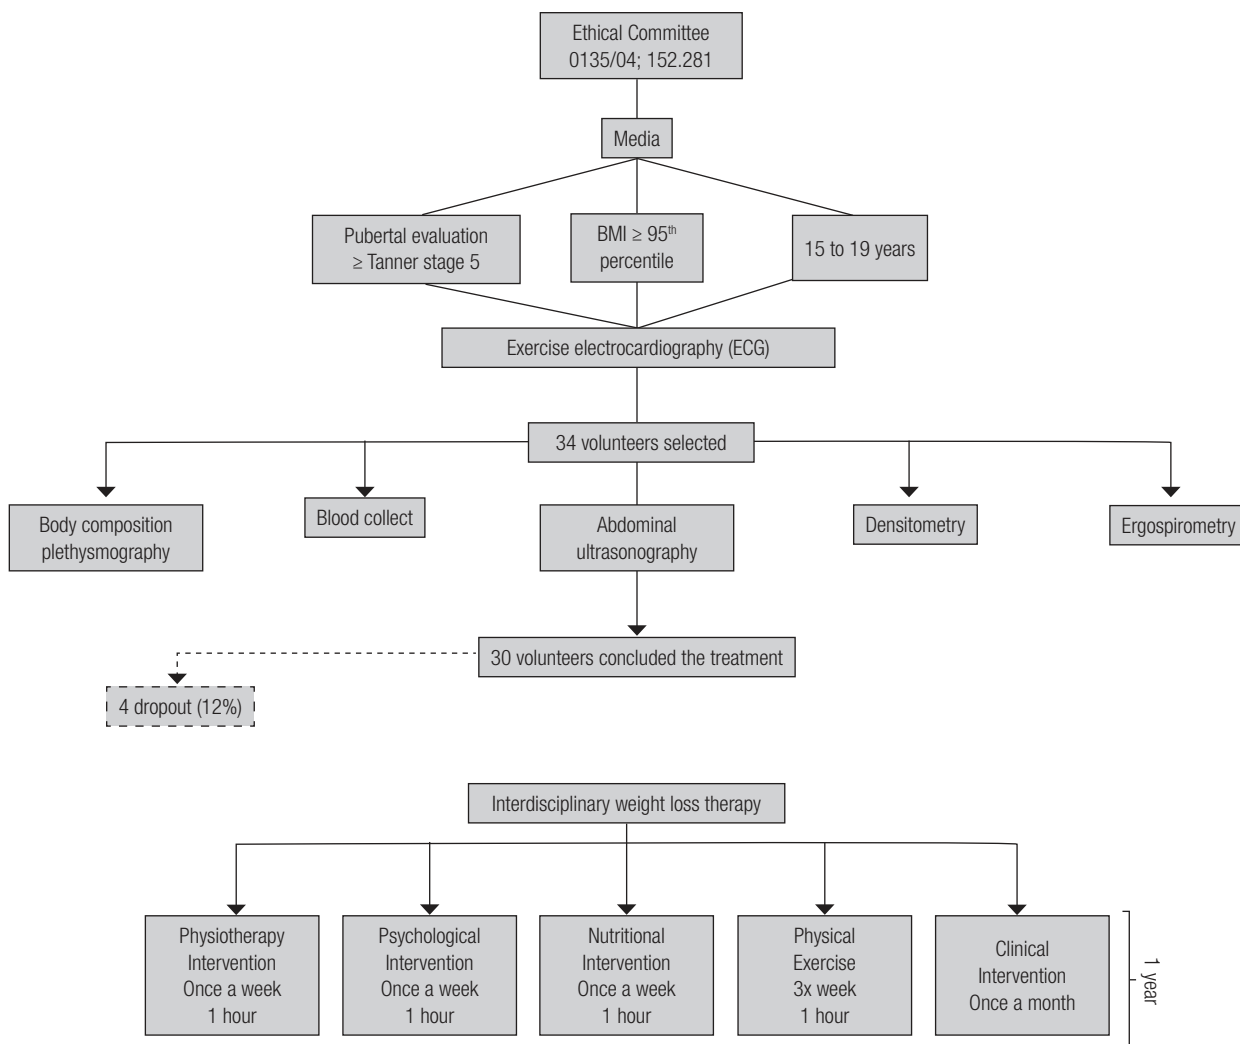 Ethical Committee
0135/04; 152.281
Media
Pubertal evaluation
≥ Tanner stage 5
BMI ≥ 95th
percentile
15 to 19 years
Exercise electrocardiography (ECG)
34 volunteers selected
Body composition
plethysmography
Blood collect
Abdominal
ultrasonography
Densitometry
Ergospirometry
30 volunteers concluded the treatment
4 dropout (12%)
Interdisciplinary weight loss therapy
Physiotherapy
Intervention
Once a week
1 hour
Psychological
Intervention
Once a week
1 hour
Nutritional
Intervention
Once a week
1 hour
Physical
Exercise
3x week
1 hour
Clinical
Intervention
Once a month
1 year